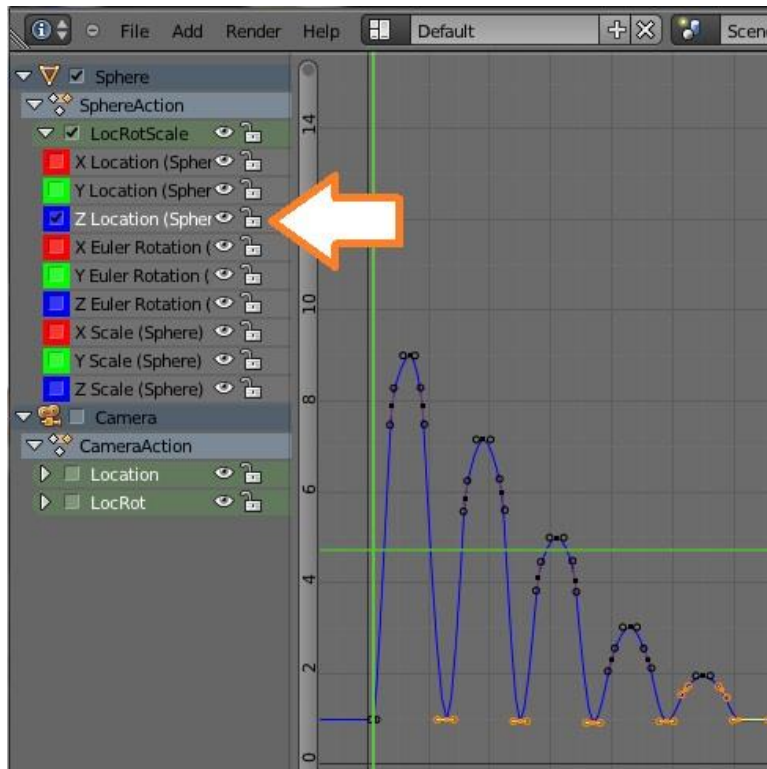 File Add Render Help Default Scen
Sphere
SphereAction
LocRotScale
X Location (Spher
Y Location (Spher
Z Location (Spher
X Euler Rotation (
Y Euler Rotation (
Z Euler Rotation (
X Scale (Sphere)
Y Scale (Sphere)
Z Scale (Sphere)
Camera
CameraAction
Location
LocRot
14
10
8
6
4
2
0